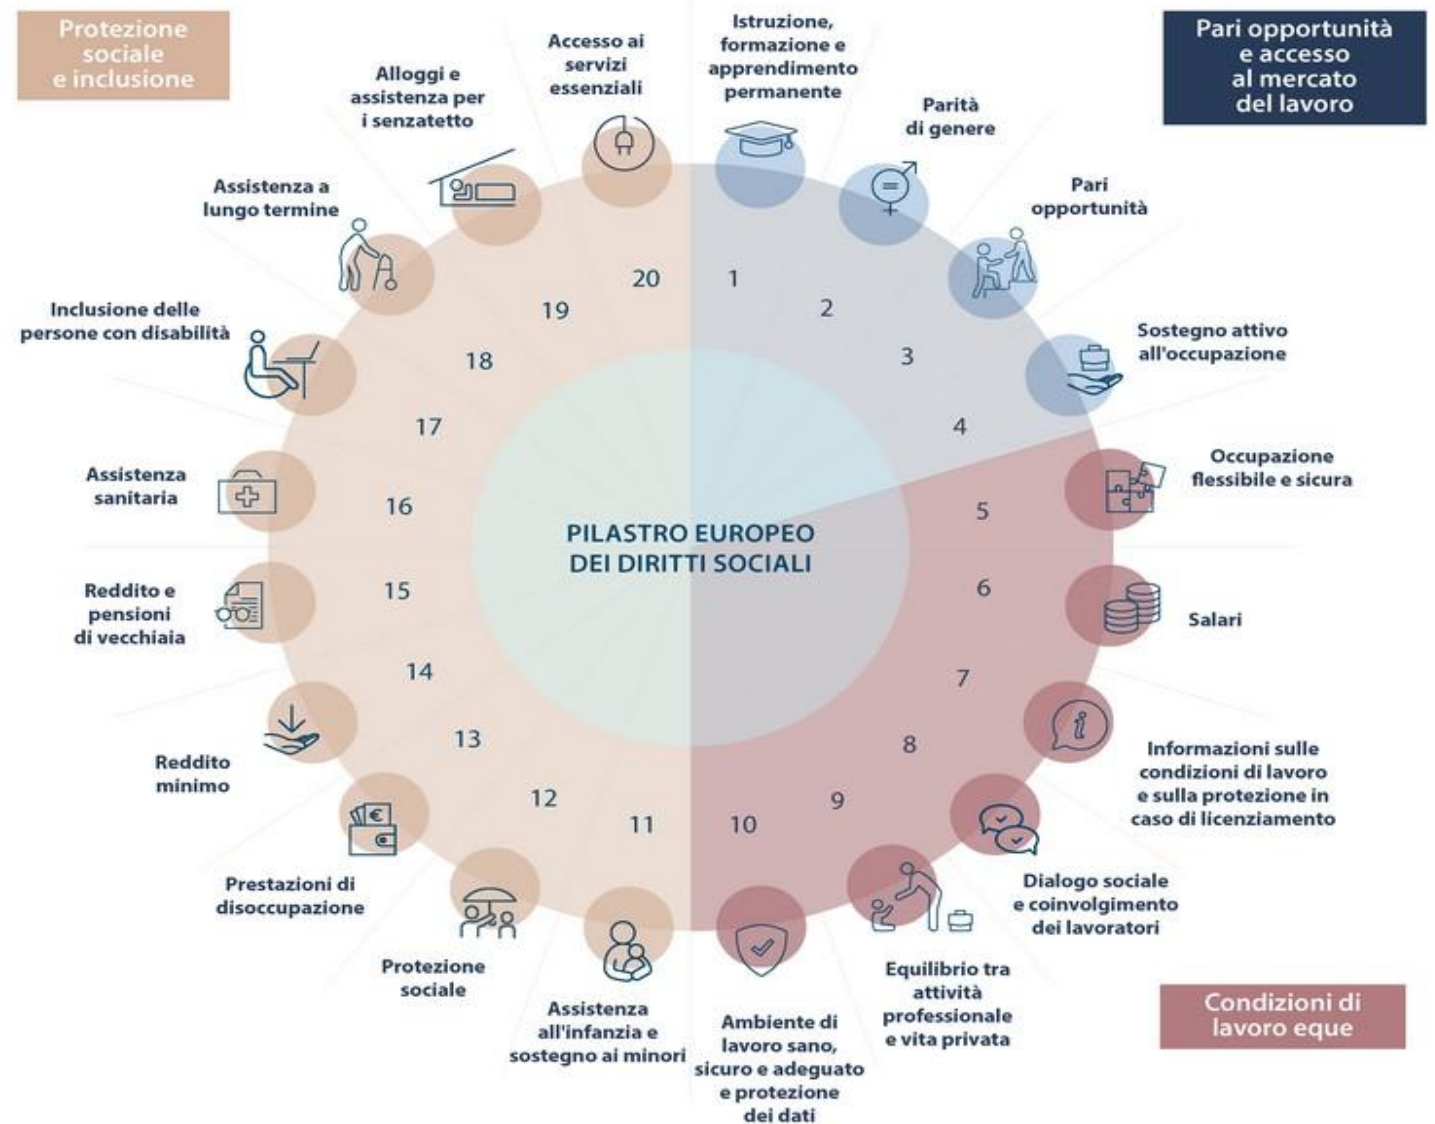 Protezione
sociale
e inclusione
Pari opportunità
e accesso
al mercato
del lavoro
Istruzione,
formazione e
apprendimento
permanente
Parità
di genere
Pari
opportunità
Sostegno attivo
all'occupazione
Occupazione
flessibile e sicura
Salari
Informazioni sulle
condizioni di lavoro
e sulla protezione in
caso di licenziamento
Dialogo sociale
e coinvolgimento
dei lavoratori
Equilibrio tra
attività
professionale
e vita privata
Ambiente di
lavoro sano,
sicuro e adeguato
e protezione
dei dati
Assistenza
all'infanzia e
sostegno ai minori
Protezione
sociale
Prestazioni di
disoccupazione
Reddito
minimo
Reddito e
pensioni
di vecchiaia
Assistenza
sanitaria
Inclusione delle
persone con disabilità
Assistenza a
lungo termine
Alloggi e
assistenza per
i senzatetto
Accesso ai
servizi
essenziali
1
2
3
4
5
6
7
8
9
10
11
12
13
14
15
16
17
18
19
20
PILASTRO EUROPEO
DEI DIRITTI SOCIALI
i
€
Condizioni di
lavoro eque